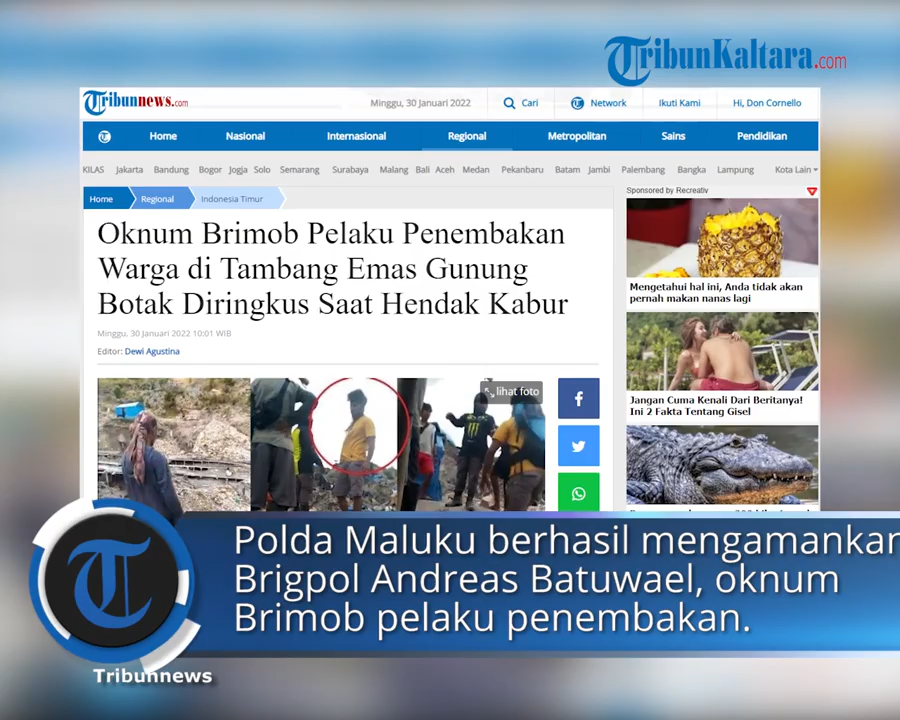 TribunKaltara.com
Tribunnews.com
Minggu, 30 Januari 2022
Cari
Network
Ikuti Kami
Hi, Don Cornello
Home
Nasional
Internasional
Regional
Metropolitan
Sains
Pendidikan
KILAS Jakarta Bandung Bogor Jogja Solo Semarang Surabaya Malang Bali Aceh Medan Pekanbaru Batam Jambi Palembang Bangka Lampung Kota Lain
Home
Regional
Indonesia Timur
Oknum Brimob Pelaku Penembakan
Warga di Tambang Emas Gunung
Botak Diringkus Saat Hendak Kabur
Minggu, 30 Januari 2022 10:01 WIB
Editor: Dewi Agustina
lihat foto
Sponsored by Recreativ
Mengetahui hal ini, Anda tidak akan
pernah makan nanas lagi
Jangan Cuma Kenali Dari Beritanya!
Ini 2 Fakta Tentang Gisel
Polda Maluku berhasil mengamankan
Brigpol Andreas Batuwael, oknum
Brimob pelaku penembakan.
Tribunnews